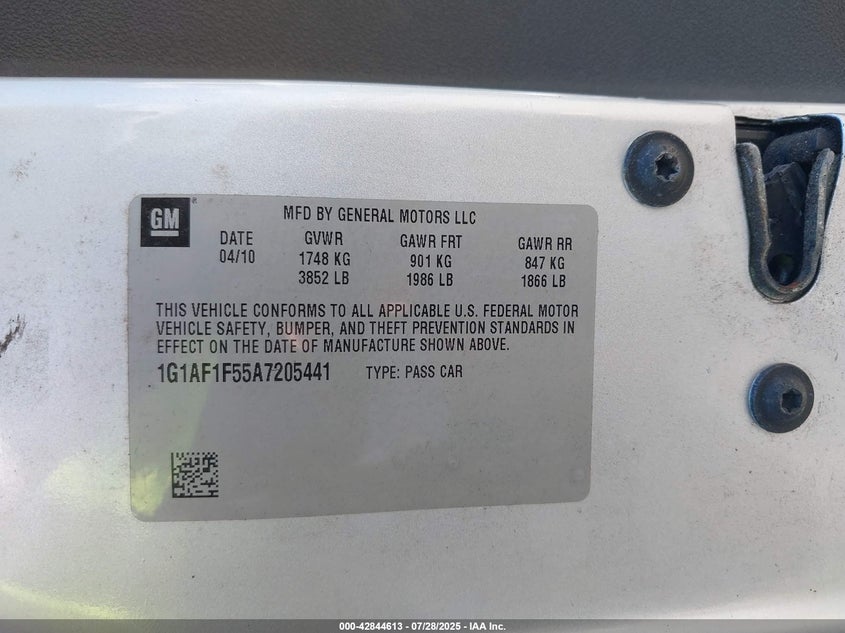 GM
MFD BY GENERAL MOTORS LLC
DATE GVWR GAWR FRT GAWR RR
04/10 1748 KG 901 KG 847 KG
3852 LB 1986 LB 1866 LB
THIS VEHICLE CONFORMS TO ALL APPLICABLE U.S. FEDERAL MOTOR
VEHICLE SAFETY, BUMPER, AND THEFT PREVENTION STANDARDS IN
EFFECT ON THE DATE OF MANUFACTURE SHOWN ABOVE.
1G1AF1F55A7205441 TYPE: PASS CAR
000-42844613 - 07/28/2025 - IAA Inc.